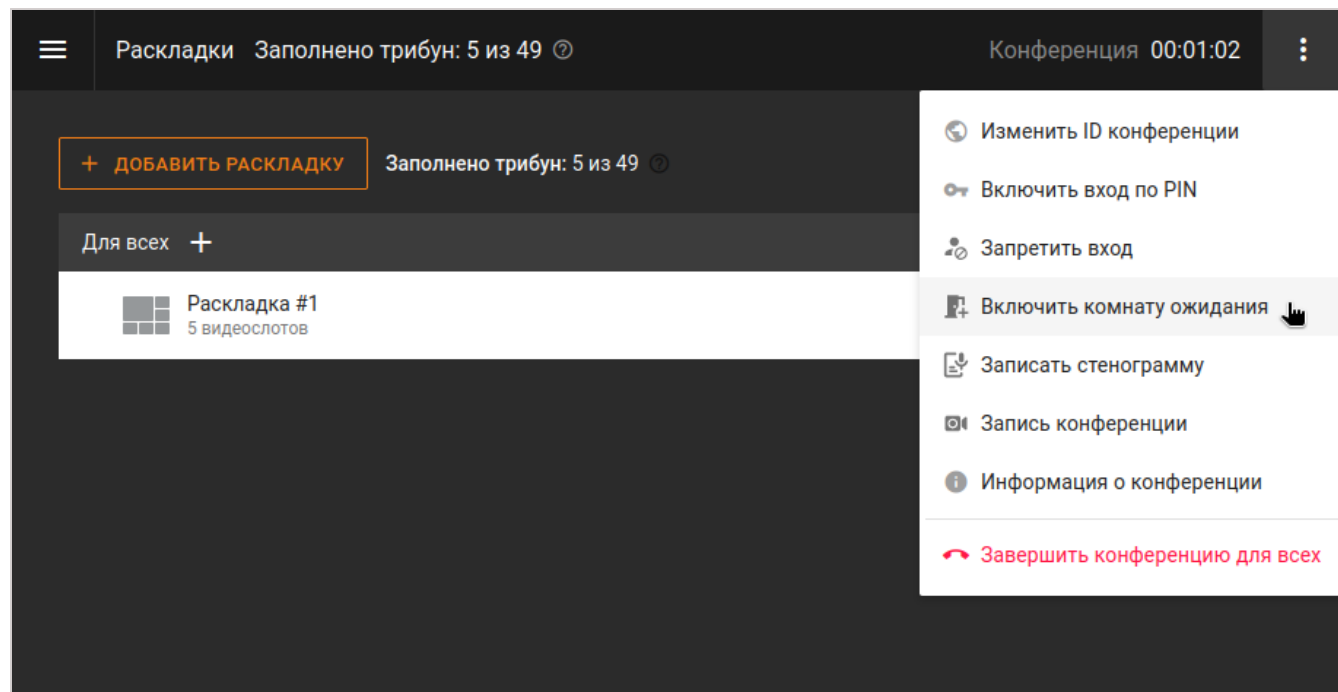 Раскладки Заполнено трибун: 5 из 49 Конференция 00:01:02
+ ДОБАВИТЬ РАСКЛАДКУ Заполнено трибун: 5 из 49
Для всех +
Раскладка #1
5 видеослотов
Изменить ID конференции
Включить вход по PIN
Запретить вход
Включить комнату ожидания
Записать стенограмму
Запись конференции
Информация о конференции
Завершить конференцию для всех